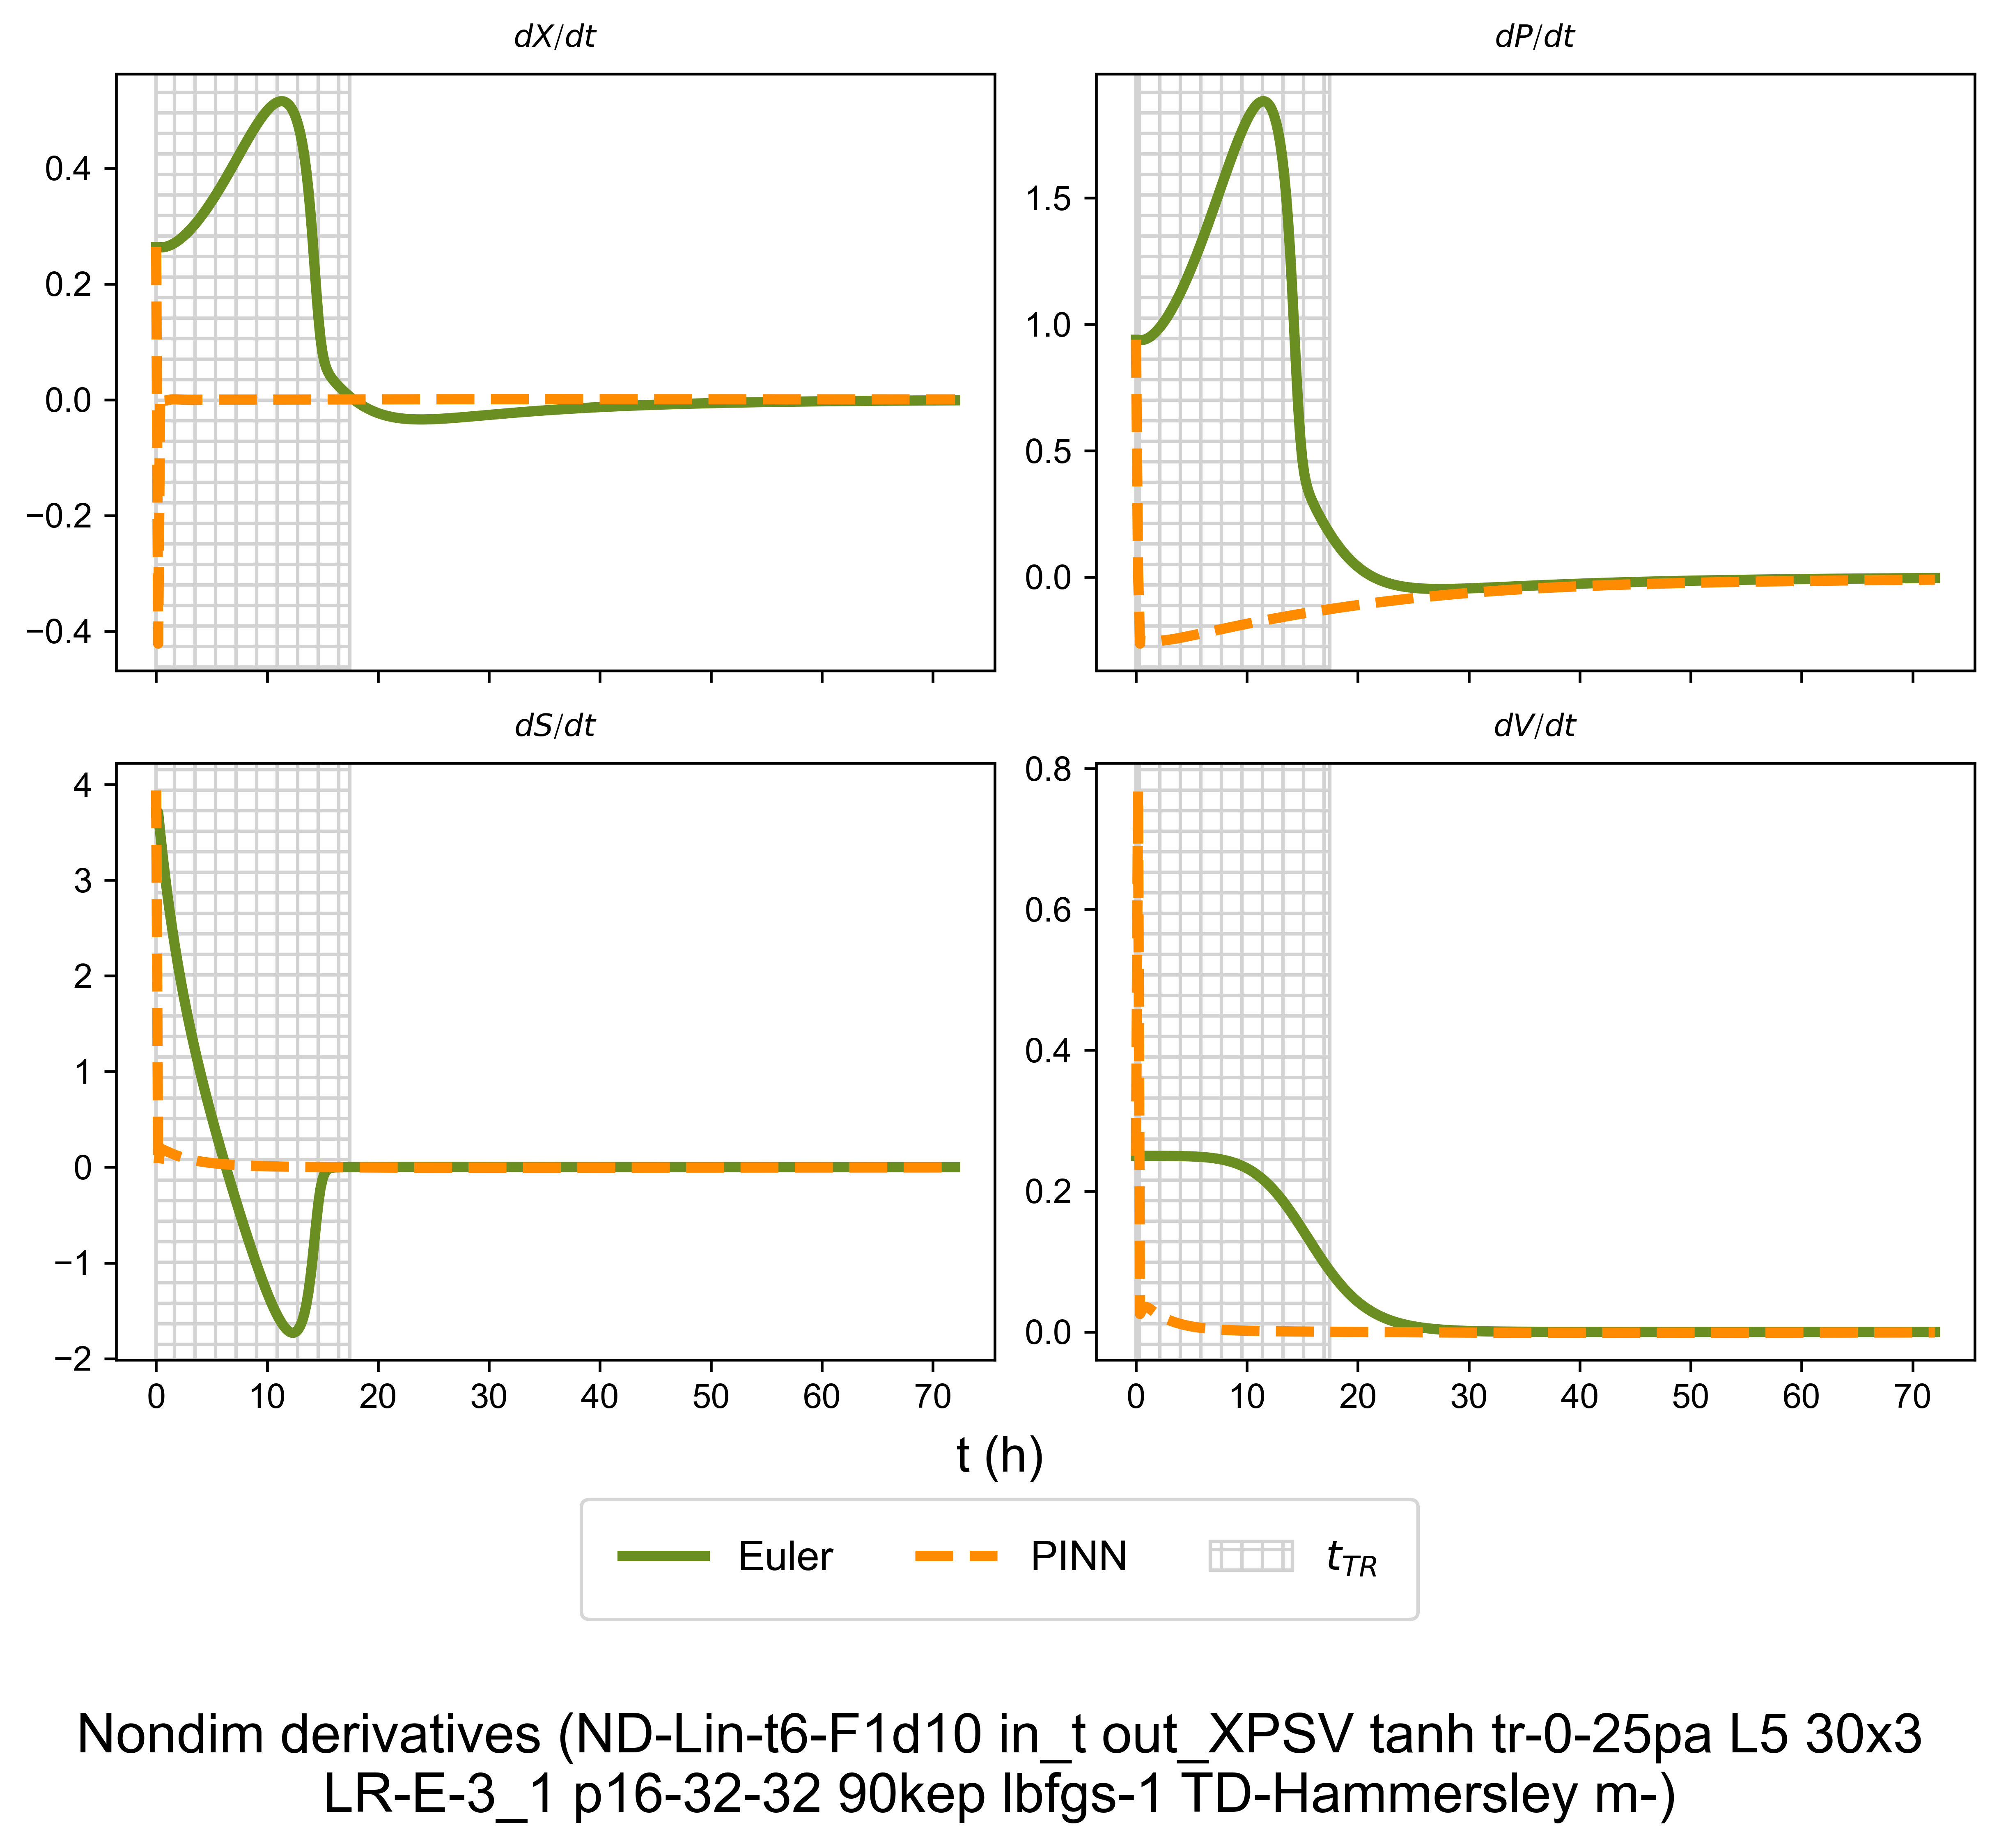 dX/dt
dP/dt
0.4
0.2
0.0
−0.2
−0.4
1.5
1.0
0.5
0.0
dS/dt
dV/dt
4
3
2
1
0
−1
−2
0.8
0.6
0.4
0.2
0.0
0 10 20 30 40 50 60 70
0 10 20 30 40 50 60 70
t (h)
Euler PINN t_TR
Nondim derivatives (ND-Lin-t6-F1d10 in_t out_XPSV tanh tr-0-25pa L5 30x3
LR-E-3_1 p16-32-32 90kep lbfgs-1 TD-Hammersley m-)